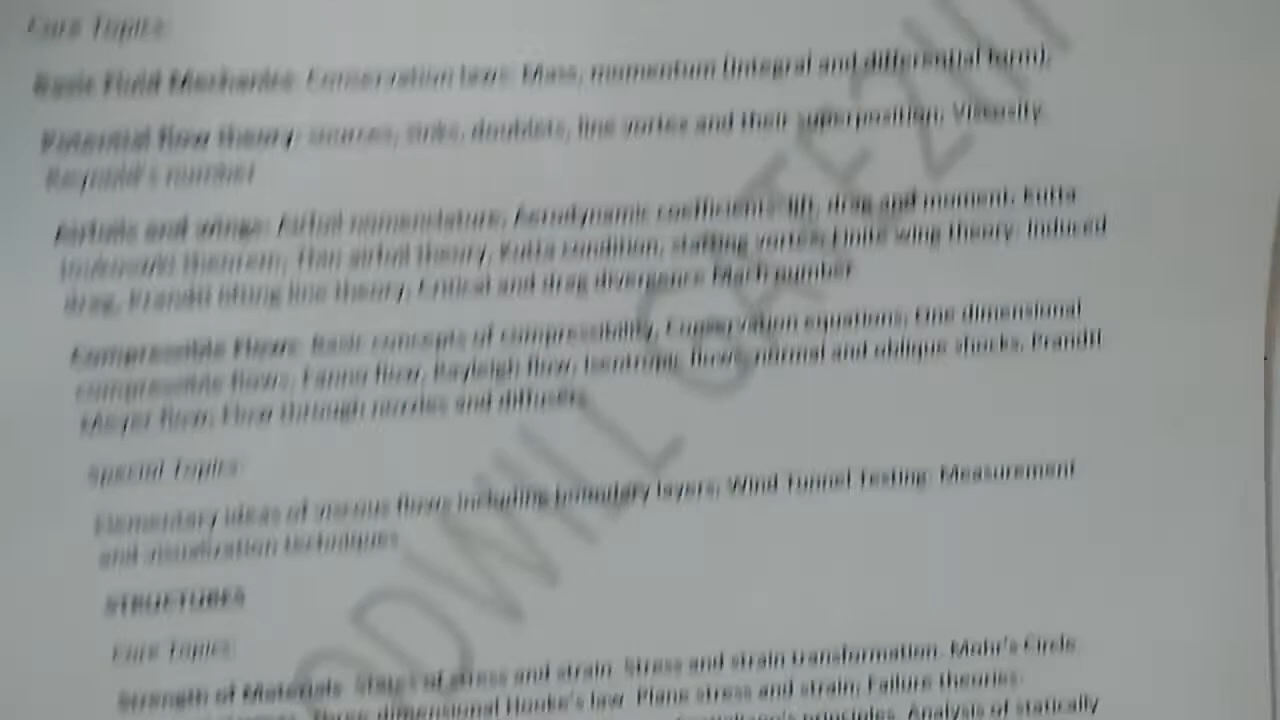 Core Topics:
Basic Fluid Mechanics: Conservation laws: Mass, momentum (Integral and differential form);
Potential flow theory: sources, sinks, doublets, line vortex and their superposition; Viscosity,
Reynold's number
Airfoils and wings: Airfoil nomenclature; Aerodynamic coefficients: lift, drag and moment; Kutta
Joukowski theorem; Thin airfoil theory, Kutta condition, starting vortex; Finite wing theory: Induced
drag, Prandtl lifting line theory; Critical and drag divergence Mach number
Compressible Flows: Basic concepts of compressibility, Conservation equations; One dimensional
compressible flows, Fanno flow, Rayleigh flow; Isentropic flows, normal and oblique shocks, Prandtl
Meyer flow; Flow through nozzles and diffusers
Special Topics:
Elementary ideas of viscous flows including boundary layers; Wind Tunnel Testing: Measurement
and visualization techniques
STRUCTURES
Core Topics:
Strength of Materials: States of stress and strain. Stress and strain transformation. Mohr's Circle.
Three dimensional Hooke's law. Plane stress and strain; Failure theories:
principles. Analysis of statically